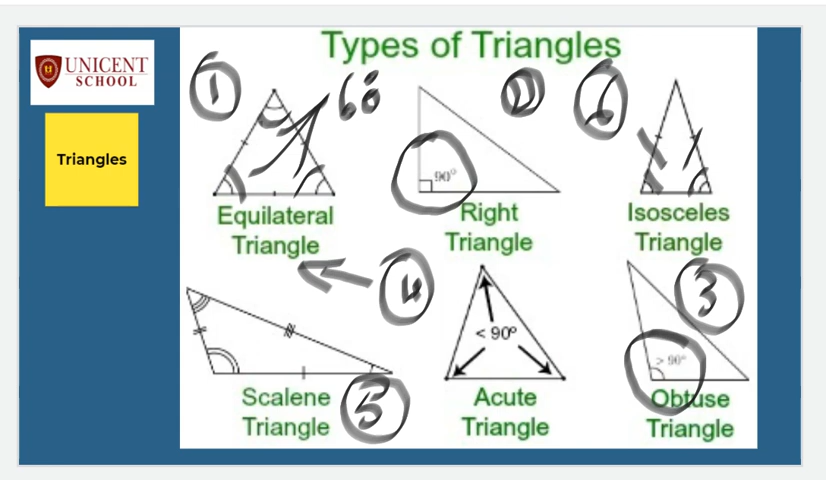 Types of Triangles
UNICENT
SCHOOL
Triangles
1
60
2
6
90°
Equilateral
Triangle
Right
Triangle
Isosceles
Triangle
4
3
< 90º
> 90°
Scalene
Triangle
5
Acute
Triangle
Obtuse
Triangle